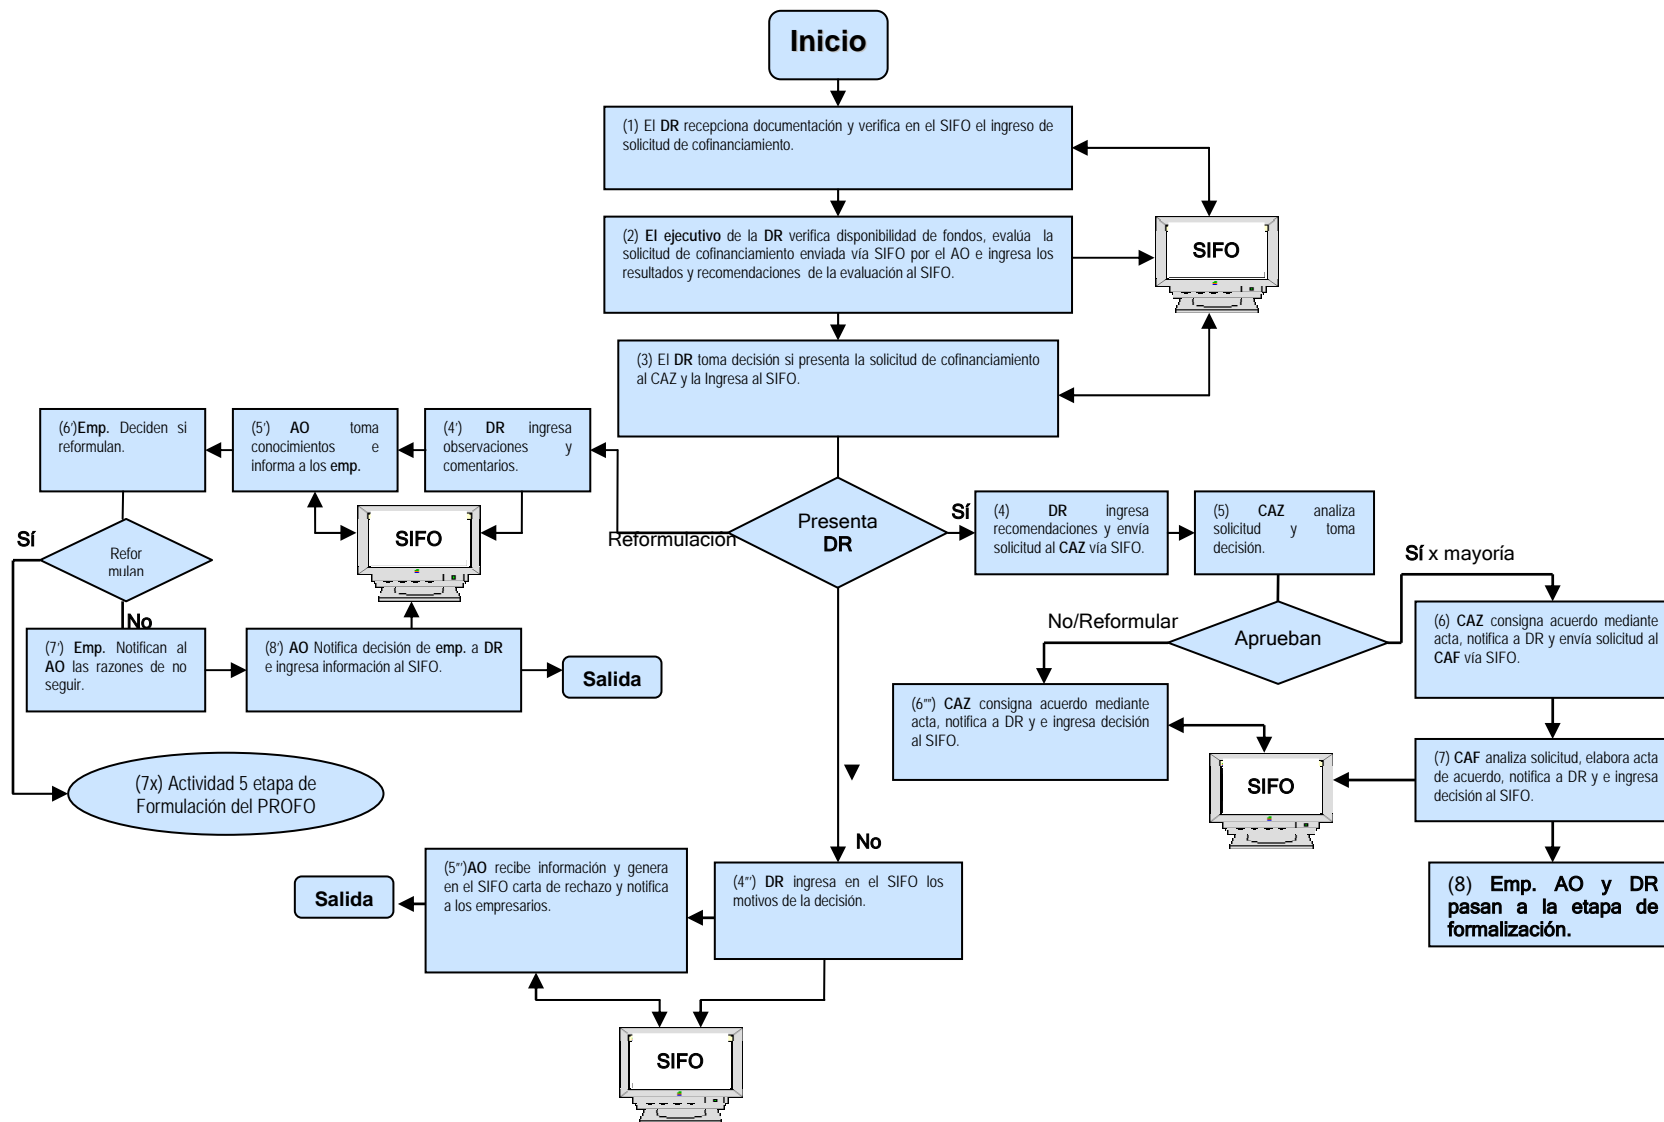 Inicio
(1) El DR recepciona documentación y verifica en el SIFO el ingreso de
solicitud de cofinanciamiento.
(2) El ejecutivo de la DR verifica disponibilidad de fondos, evalúa la
solicitud de cofinanciamiento enviada vía SIFO por el AO e ingresa los
resultados y recomendaciones de la evaluación al SIFO.
SIFO
(3) El DR toma decisión si presenta la solicitud de cofinanciamiento
al CAZ y la Ingresa al SIFO.
(6')Emp. Deciden si
reformulan.
(5') AO toma
conocimientos e
informa a los emp.
(4') DR ingresa
observaciones y
comentarios.
SIFO
Reformulación
Presenta
DR
Sí
(4) DR ingresa
recomendaciones y envía
solicitud al CAZ vía SIFO.
(5) CAZ analiza
solicitud y toma
decisión.
Sí
Refor
mulan
No
Sí x mayoría
No/Reformular
Aprueban
(6) CAZ consigna acuerdo mediante
acta, notifica a DR y envía solicitud al
CAF vía SIFO.
(7') Emp. Notifican al
AO las razones de no
seguir.
(8') AO Notifica decisión de emp. a DR
e ingresa información al SIFO.
Salida
(6'''') CAZ consigna acuerdo mediante
acta, notifica a DR y e ingresa decisión
al SIFO.
SIFO
(7) CAF analiza solicitud, elabora acta
de acuerdo, notifica a DR y e ingresa
decisión al SIFO.
(7x) Actividad 5 etapa de
Formulación del PROFO
No
(8) Emp. AO y DR
pasan a la etapa de
formalización.
Salida
(5''')AO recibe información y genera
en el SIFO carta de rechazo y notifica
a los empresarios.
(4''') DR ingresa en el SIFO los
motivos de la decisión.
SIFO